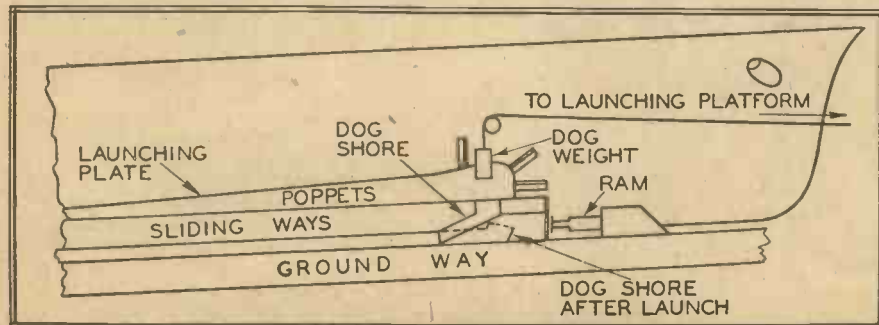 TO LAUNCHING PLATFORM
DOG
SHORE
DOG
WEIGHT
LAUNCHING
PLATE
RAM
POPPETS
SLIDING WAYS
GROUND WAY
DOG SHORE
AFTER LAUNCH